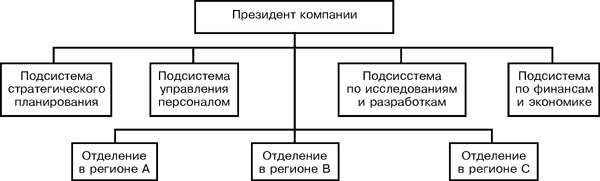 Президент компании
Подсистема
стратегического
планирования
Подсистема
управления
персоналом
Подсисстема
по исследованиям
и разработкам
Подсистема
по финансам
и экономике
Отделение
в регионе А
Отделение
в регионе В
Отделение
в регионе С